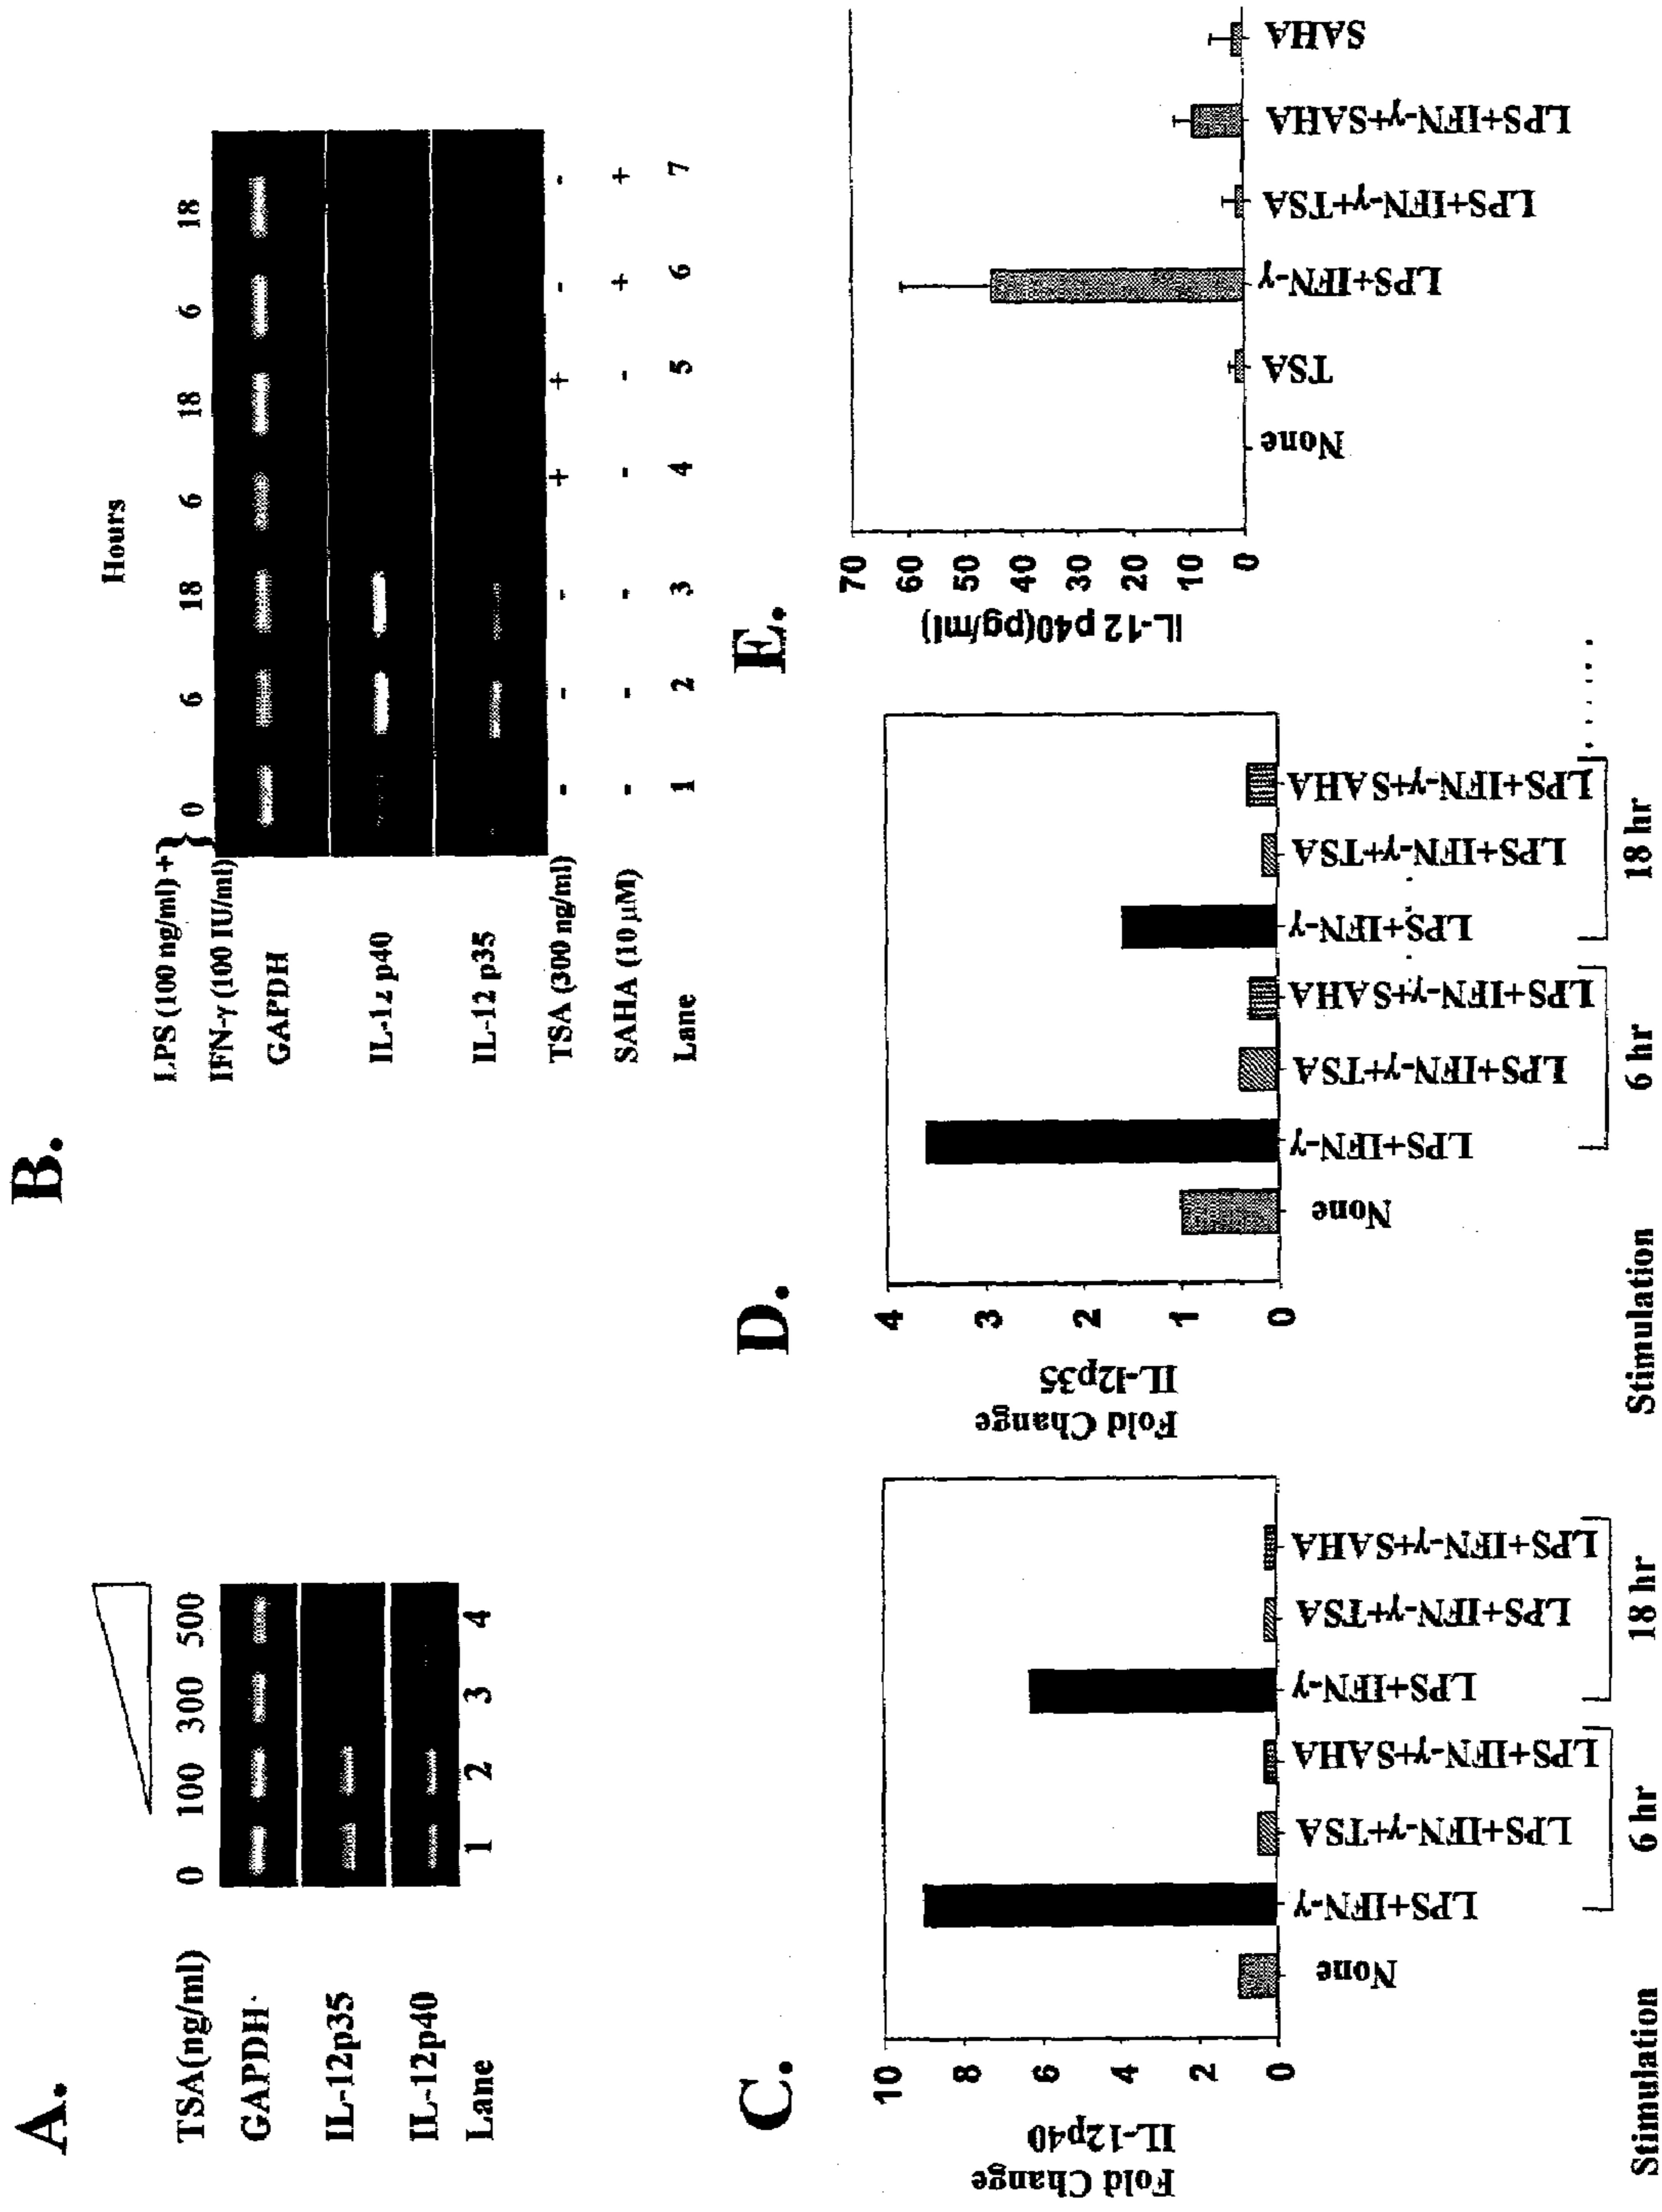 A.
TSA(ng/ml) 0 100 300 500
GAPDH
IL-12p35
IL-12p40
Lane 1 2 3 4
B.
Hours
LPS (100 ng/ml) +
IFN-γ (100 IU/ml) } 0 6 18 6 18 6 18
GAPDH
IL-12 p40
IL-12 p35
TSA (300 ng/ml) - - - + + - -
SAHA (10 μM) - - - - - + +
Lane 1 2 3 4 5 6 7
C.
Fold Change
IL-12p40
10
8
6
4
2
0
None
LPS+IFN-γ
LPS+IFN-γ+TSA
LPS+IFN-γ+SAHA
LPS+IFN-γ
LPS+IFN-γ+TSA
LPS+IFN-γ+SAHA
Stimulation 6 hr 18 hr
D.
Fold Change
IL-12p35
4
3
2
1
0
None
LPS+IFN-γ
LPS+IFN-γ+TSA
LPS+IFN-γ+SAHA
LPS+IFN-γ
LPS+IFN-γ+TSA
LPS+IFN-γ+SAHA
Stimulation 6 hr 18 hr
E.
IL-12 p40(pg/ml)
70
60
50
40
30
20
10
0
None
TSA
LPS+IFN-γ
LPS+IFN-γ+TSA
LPS+IFN-γ+SAHA
SAHA